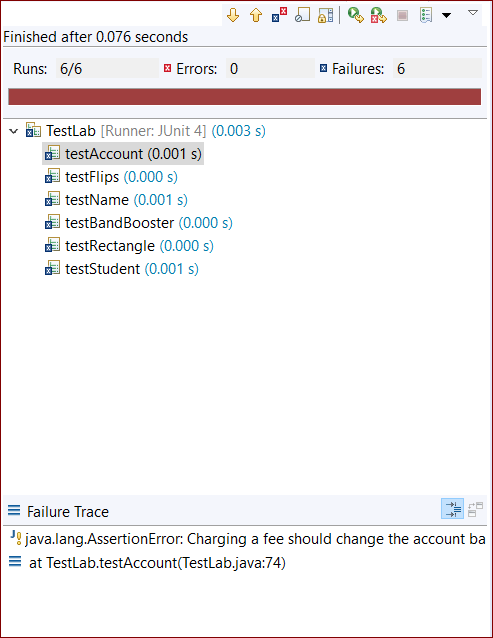 Finished after 0.076 seconds
Runs: 6/6 Errors: 0 Failures: 6
TestLab [Runner: JUnit 4] (0.003 s)
testAccount (0.001 s)
testFlips (0.000 s)
testName (0.001 s)
testBandBooster (0.000 s)
testRectangle (0.000 s)
testStudent (0.001 s)
Failure Trace
java.lang.AssertionError: Charging a fee should change the account ba
at TestLab.testAccount(TestLab.java:74)